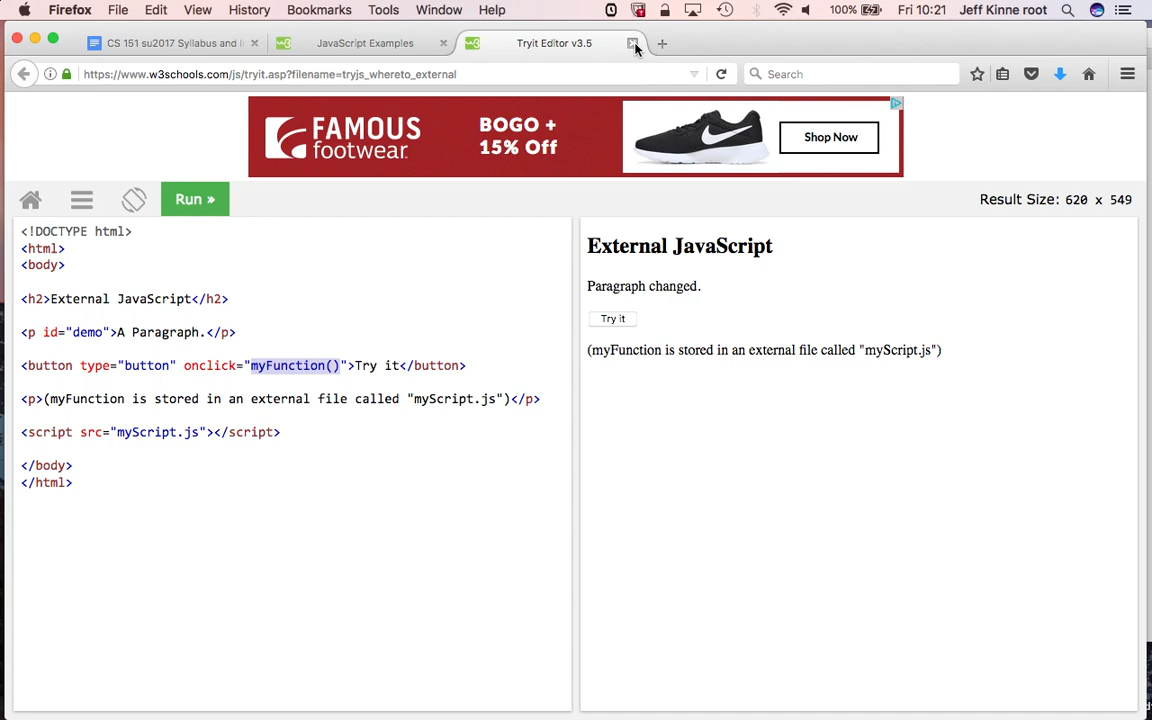 Firefox File Edit View History Bookmarks Tools Window Help 100% Fri 10:21 Jeff Kinne root
CS 151 su2017 Syllabus and I
JavaScript Examples
Tryit Editor v3.5
https://www.w3schools.com/js/tryit.asp?filename=tryjs_whereto_external
Search
FAMOUS
footwear.
BOGO +
15% Off
Shop Now
Run »
Result Size: 620 x 549
<!DOCTYPE html>
<html>
<body>
<h2>External JavaScript</h2>
<p id="demo">A Paragraph.</p>
<button type="button" onclick="myFunction()">Try it</button>
<p>(myFunction is stored in an external file called "myScript.js")</p>
<script src="myScript.js"></script>
</body>
</html>
External JavaScript
Paragraph changed.
Try it
(myFunction is stored in an external file called "myScript.js")